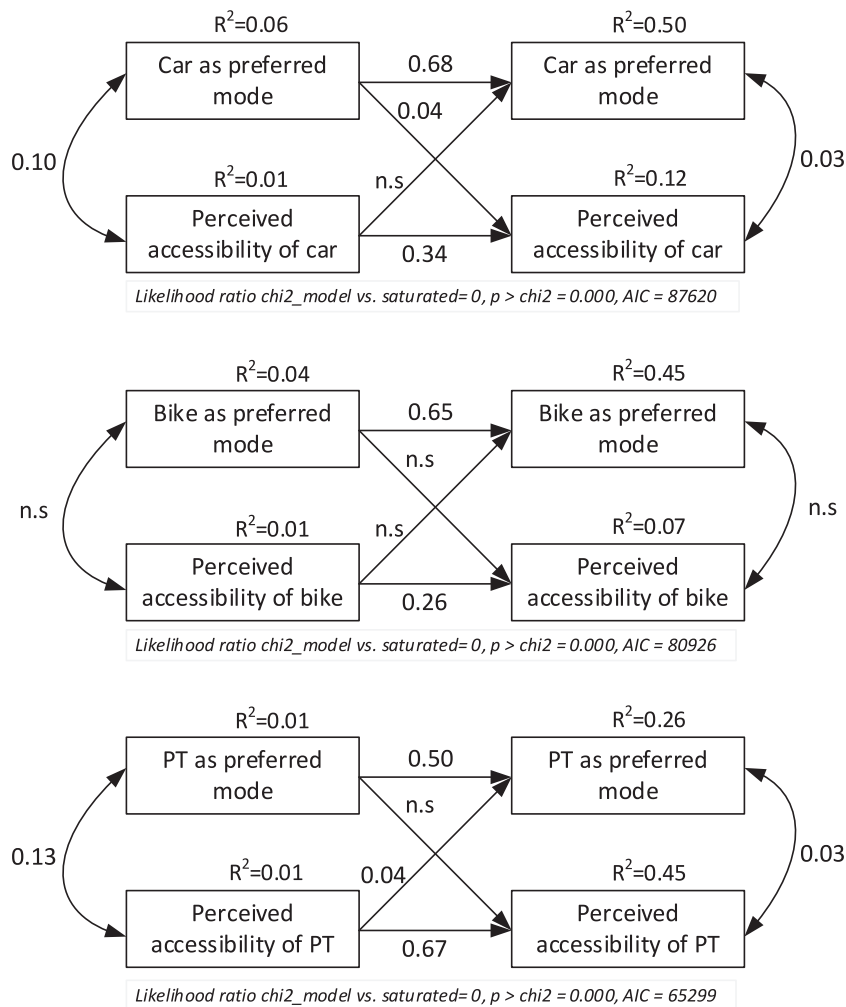 R²=0.06
R²=0.50
Car as preferred
mode
0.68
Car as preferred
mode
0.04
0.10
0.03
R²=0.01
n.s
R²=0.12
Perceived
accessibility of car
0.34
Perceived
accessibility of car
Likelihood ratio chi2_model vs. saturated= 0, p > chi2 = 0.000, AIC = 87620
R²=0.04
R²=0.45
Bike as preferred
mode
0.65
Bike as preferred
mode
n.s
n.s
n.s
R²=0.01
n.s
R²=0.07
Perceived
accessibility of bike
0.26
Perceived
accessibility of bike
Likelihood ratio chi2_model vs. saturated= 0, p > chi2 = 0.000, AIC = 80926
R²=0.01
R²=0.26
PT as preferred
mode
0.50
PT as preferred
mode
n.s
0.13
0.03
R²=0.01
0.04
R²=0.45
Perceived
accessibility of PT
0.67
Perceived
accessibility of PT
Likelihood ratio chi2_model vs. saturated= 0, p > chi2 = 0.000, AIC = 65299